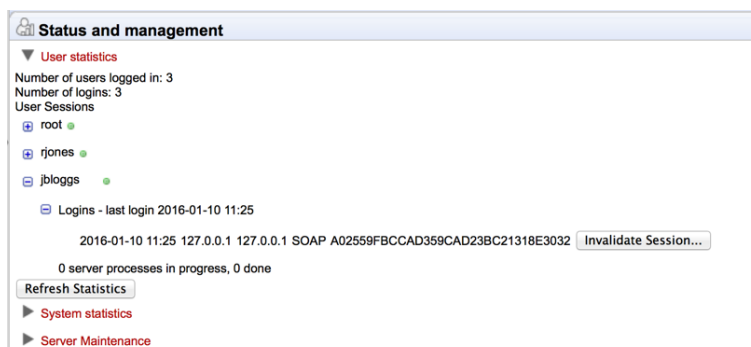 Status and management
User statistics
Number of users logged in: 3
Number of logins: 3
User Sessions
root
rjones
jbloggs
Logins - last login 2016-01-10 11:25
2016-01-10 11:25 127.0.0.1 127.0.0.1 SOAP A02559FBCCAD359CAD23BC21318E3032 Invalidate Session...
0 server processes in progress, 0 done
Refresh Statistics
System statistics
Server Maintenance